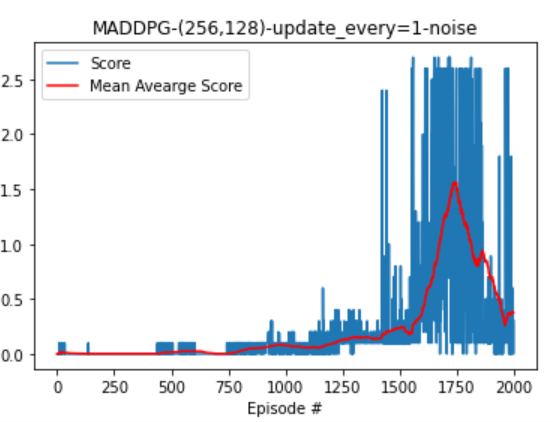 MADDPG-(256,128)-update_every=1-noise
Score
Mean Avearge Score
2.5
2.0
1.5
1.0
0.5
0.0
0 250 500 750 1000 1250 1500 1750 2000
Episode #